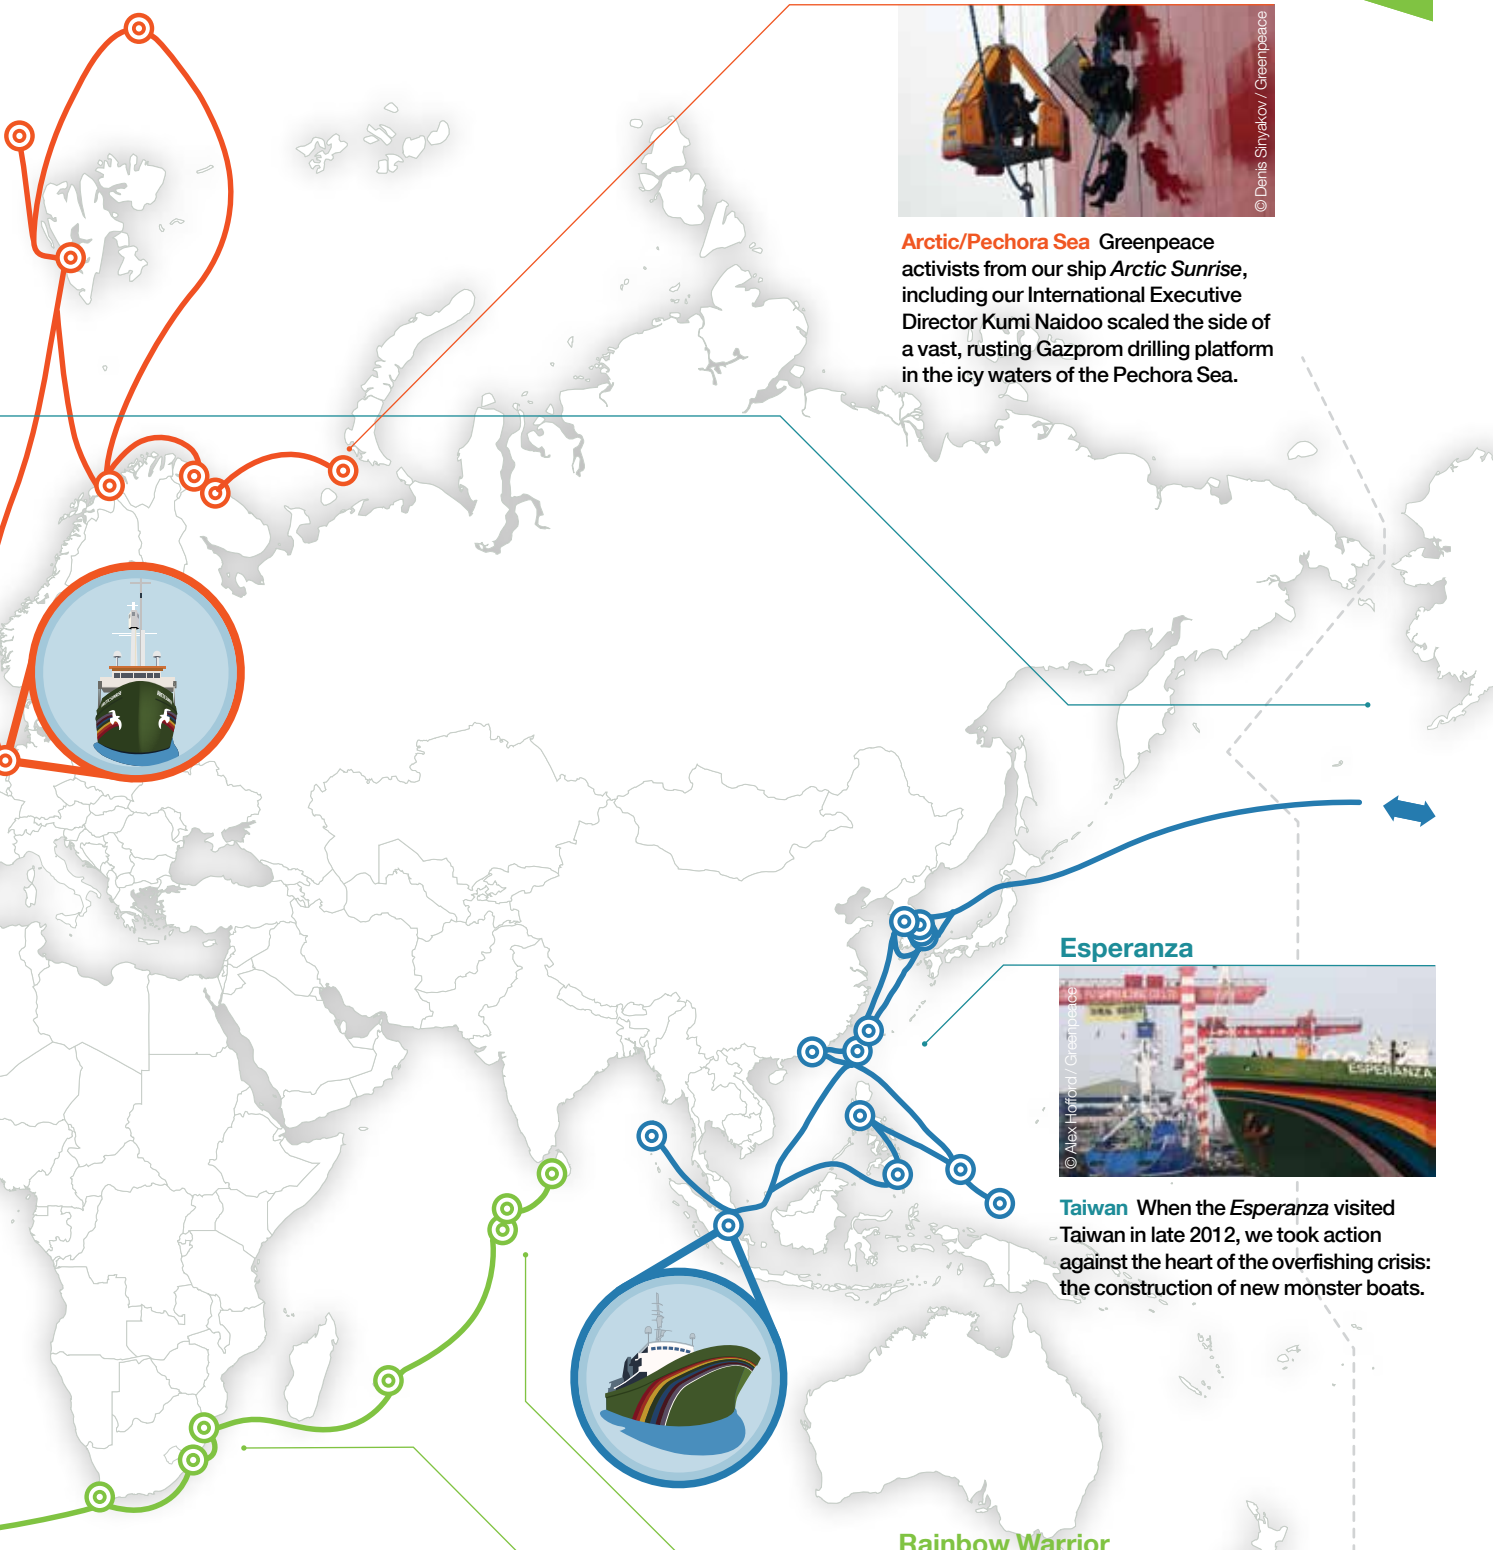 © Denis Sinyakov / Greenpeace
Arctic/Pechora Sea Greenpeace
activists from our ship Arctic Sunrise,
including our International Executive
Director Kumi Naidoo scaled the side of
a vast, rusting Gazprom drilling platform
in the icy waters of the Pechora Sea.
Esperanza
© Alex Hofford / Greenpeace
ESPERANZA
Taiwan When the Esperanza visited
Taiwan in late 2012, we took action
against the heart of the overfishing crisis:
the construction of new monster boats.
Rainbow Warrior